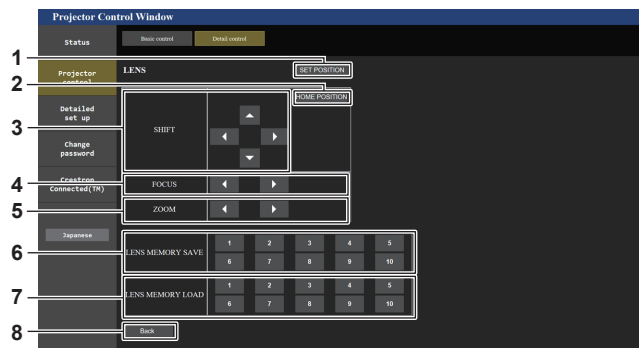 Projector Control Window
Status
Basic control
Detail control
1
LENS
SET POSITION
Projector
control
2
HOME POSITION
Detailed
set up
3
SHIFT
Change
password
4
Crestron
Connected(TM)
FOCUS
5
ZOOM
Japanese
6
LENS MEMORY SAVE
1 2 3 4 5
6 7 8 9 10
7
LENS MEMORY LOAD
1 2 3 4 5
6 7 8 9 10
8
Back